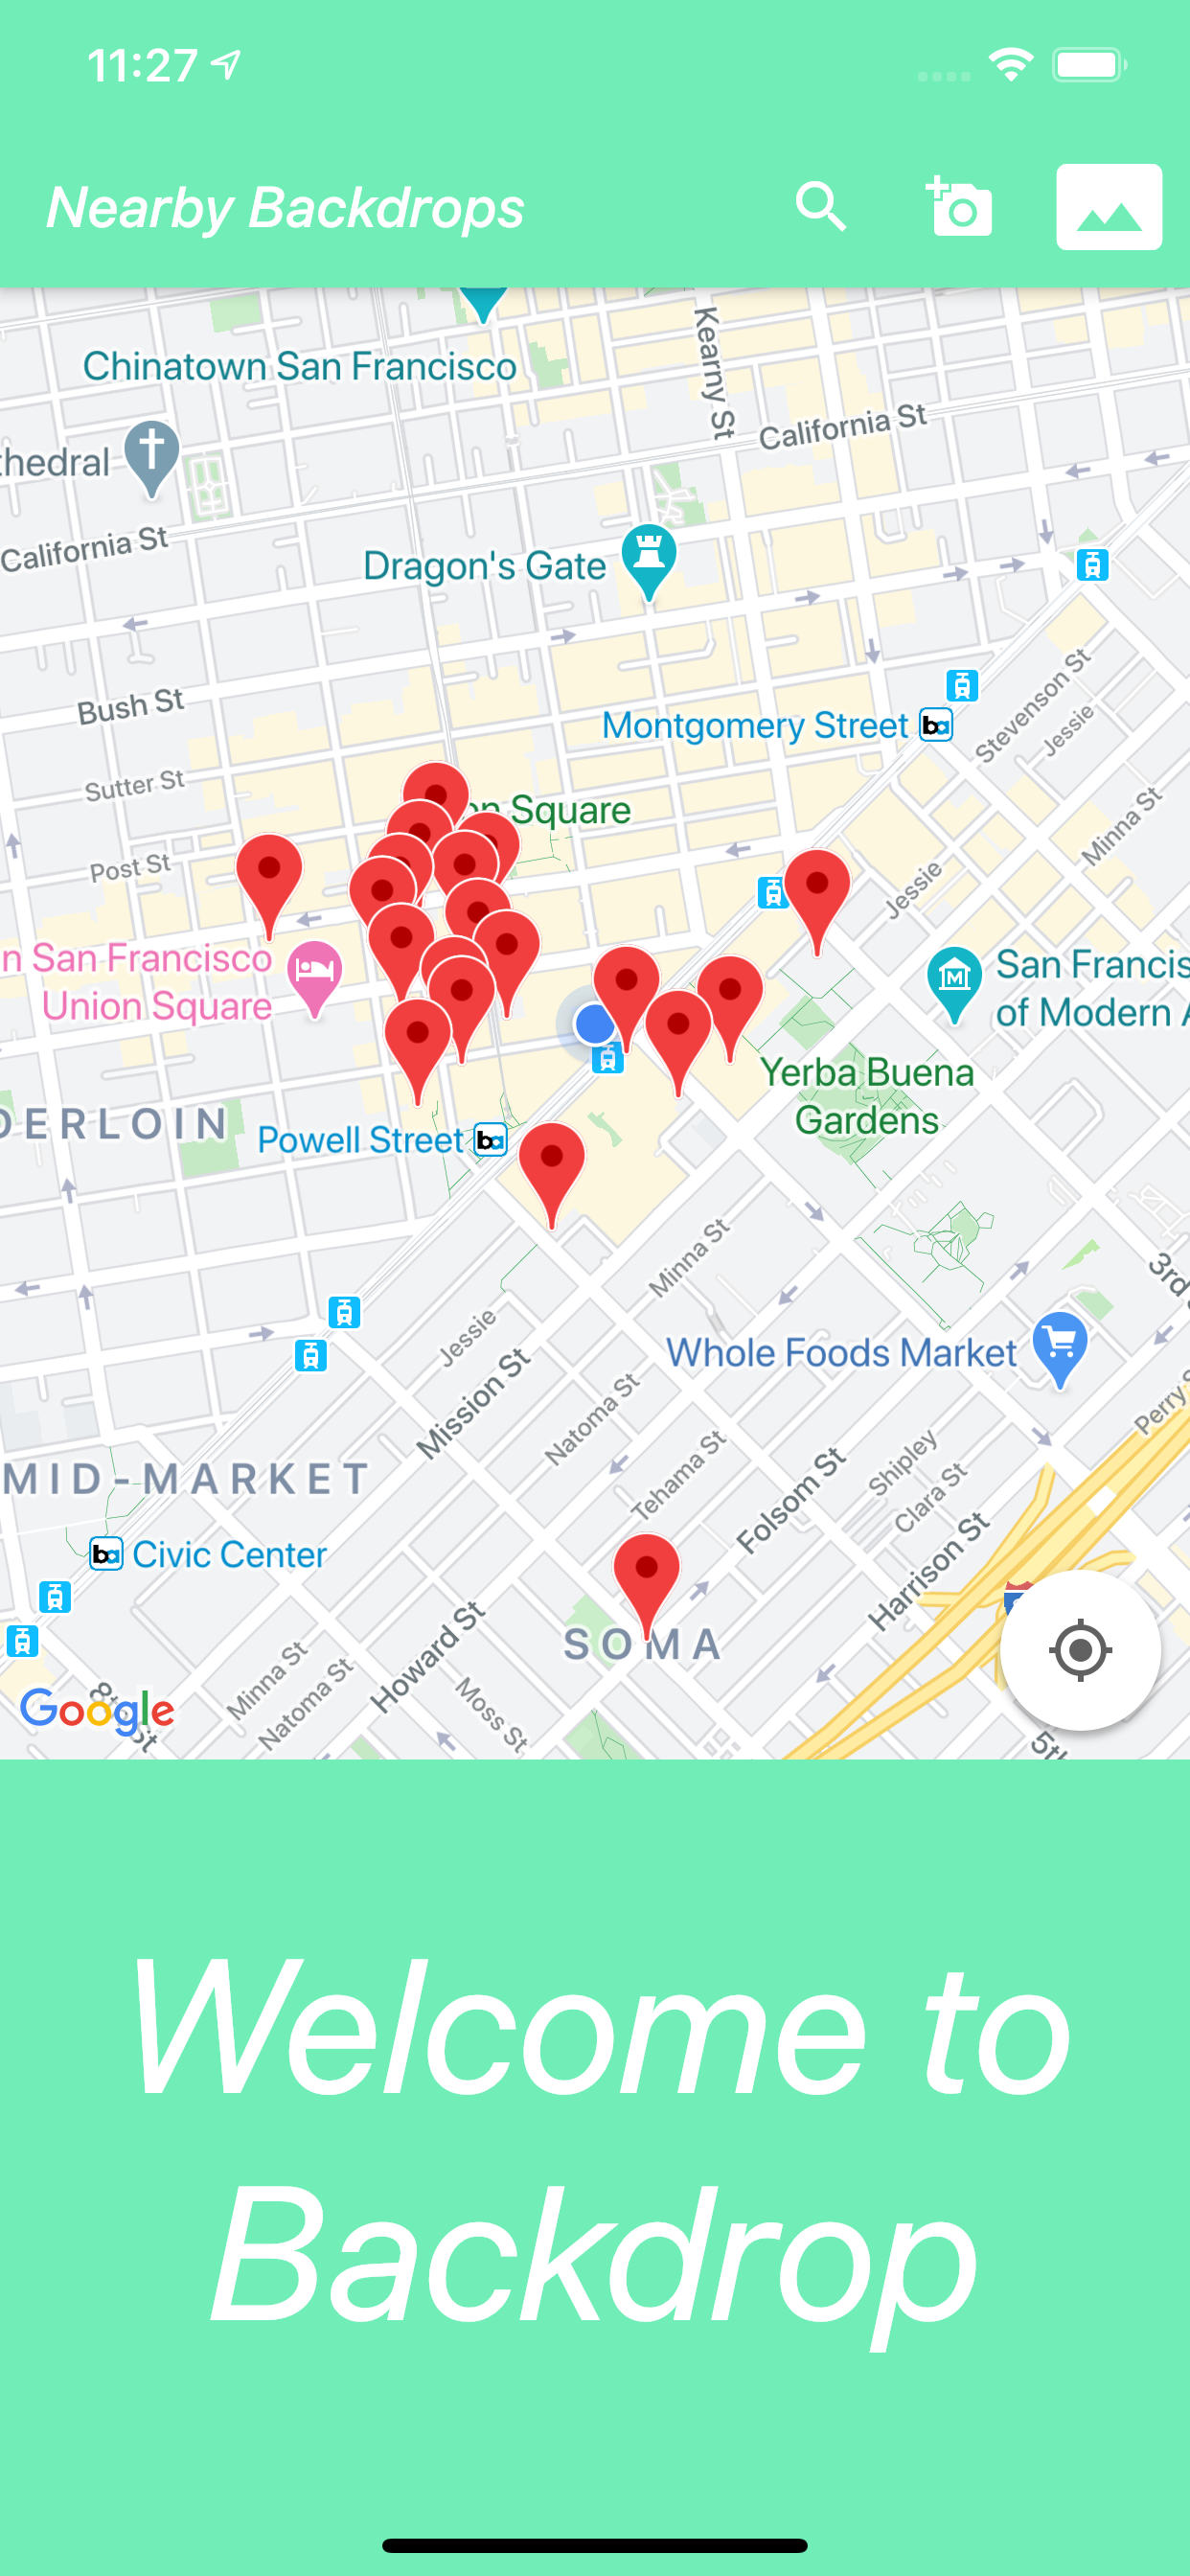 11:27
Nearby Backdrops
Chinatown San Francisco
Kearny St
California St
thedral
California St
Dragon's Gate
Bush St
Montgomery Street
Stevenson St
Jessie
Sutter St
Square
Minna St
Post St
Jessie
n San Francisco
Union Square
San Francis
of Modern A
Yerba Buena
Gardens
DERLOIN
Powell Street
Minna St
3rd
Jessie
Whole Foods Market
Mission St
Natoma St
Perry S
MID-MARKET
Tehama St
Folsom St
Shipley
Clara St
Harrison St
Civic Center
SOMA
Howard St
Minna St
Natoma St
Moss St
Google
5th
Welcome to
Backdrop